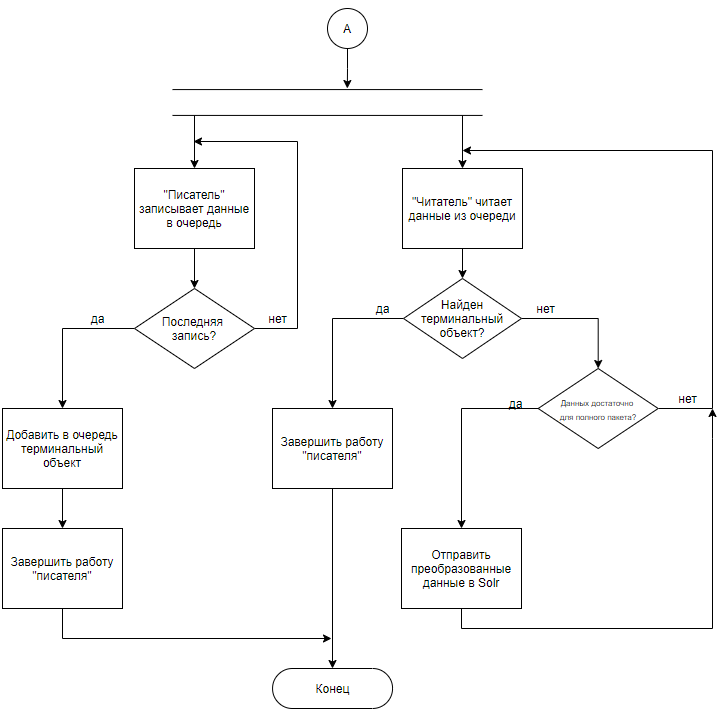 A
"Писатель"
записывает данные
в очередь
"Читатель" читает
данные из очереди
Последняя
запись?
да
нет
Найден
терминальный
объект?
да
нет
Данных достаточно
для полного пакета?
да
нет
Добавить в очередь
терминальный
объект
Завершить работу
"писателя"
Завершить работу
"писателя"
Отправить
преобразованные
данные в Solr
Конец